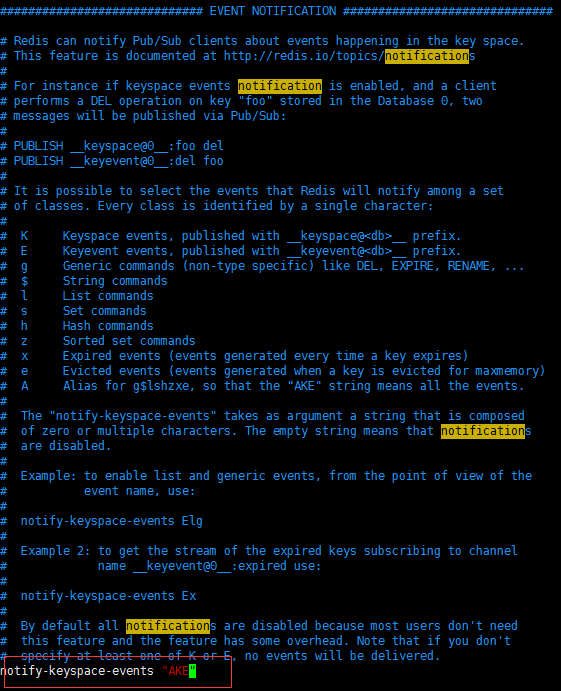 ############################# EVENT NOTIFICATION ##############################
# Redis can notify Pub/Sub clients about events happening in the key space.
# This feature is documented at http://redis.io/topics/notifications
#
# For instance if keyspace events notification is enabled, and a client
# performs a DEL operation on key "foo" stored in the Database 0, two
# messages will be published via Pub/Sub:
#
# PUBLISH __keyspace@0__:foo del
# PUBLISH __keyevent@0__:del foo
#
# It is possible to select the events that Redis will notify among a set
# of classes. Every class is identified by a single character:
#
#  K     Keyspace events, published with __keyspace@<db>__ prefix.
#  E     Keyevent events, published with __keyevent@<db>__ prefix.
#  g     Generic commands (non-type specific) like DEL, EXPIRE, RENAME, ...
#  $     String commands
#  l     List commands
#  s     Set commands
#  h     Hash commands
#  z     Sorted set commands
#  x     Expired events (events generated every time a key expires)
#  e     Evicted events (events generated when a key is evicted for maxmemory)
#  A     Alias for g$lshzxe, so that the "AKE" string means all the events.
#
#  The "notify-keyspace-events" takes as argument a string that is composed
#  of zero or multiple characters. The empty string means that notifications
#  are disabled.
#
#  Example: to enable list and generic events, from the point of view of the
#           event name, use:
#
#  notify-keyspace-events Elg
#
#  Example 2: to get the stream of the expired keys subscribing to channel
#             name __keyevent@0__:expired use:
#
#  notify-keyspace-events Ex
#
#  By default all notifications are disabled because most users don't need
#  this feature and the feature has some overhead. Note that if you don't
#  specify at least one of K or E, no events will be delivered.
notify-keyspace-events "AKE"